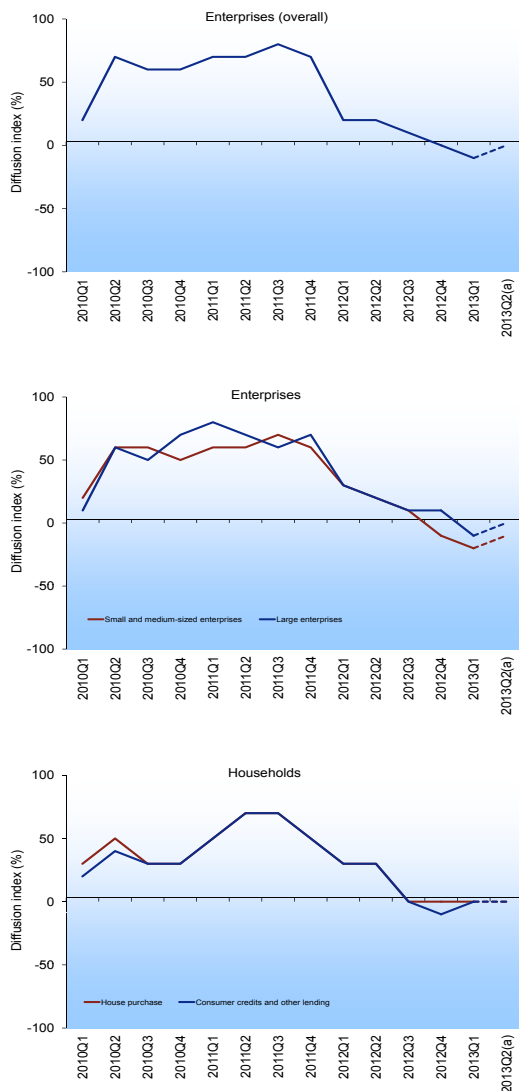 Enterprises (overall)
Diffusion index (%)
100
50
0
-50
-100
2010Q1
2010Q2
2010Q3
2010Q4
2011Q1
2011Q2
2011Q3
2011Q4
2012Q1
2012Q2
2012Q3
2012Q4
2013Q1
2013Q2(a)
Enterprises
Diffusion index (%)
100
50
0
-50
-100
Small and medium-sized enterprises
Large enterprises
2010Q1
2010Q2
2010Q3
2010Q4
2011Q1
2011Q2
2011Q3
2011Q4
2012Q1
2012Q2
2012Q3
2012Q4
2013Q1
2013Q2(a)
Households
Diffusion index (%)
100
50
0
-50
-100
House purchase
Consumer credits and other lending
2010Q1
2010Q2
2010Q3
2010Q4
2011Q1
2011Q2
2011Q3
2011Q4
2012Q1
2012Q2
2012Q3
2012Q4
2013Q1
2013Q2(a)